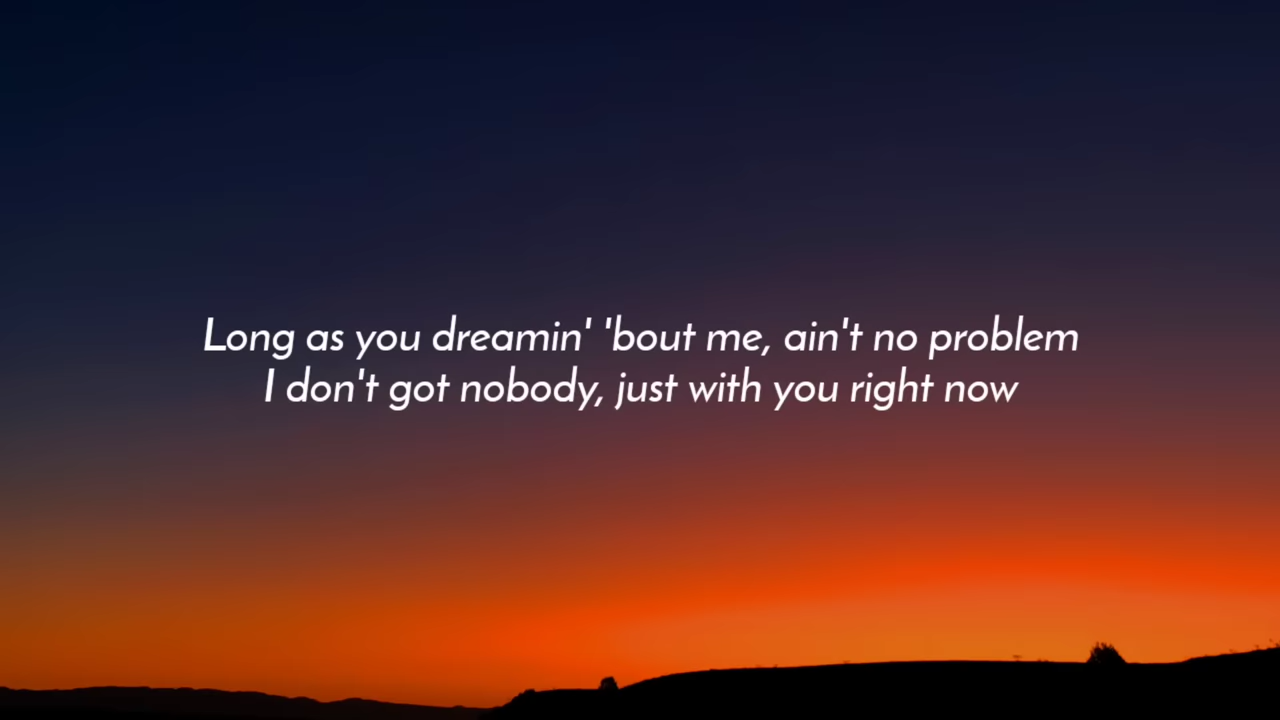 Long as you dreamin' 'bout me, ain't no problem
I don't got nobody, just with you right now